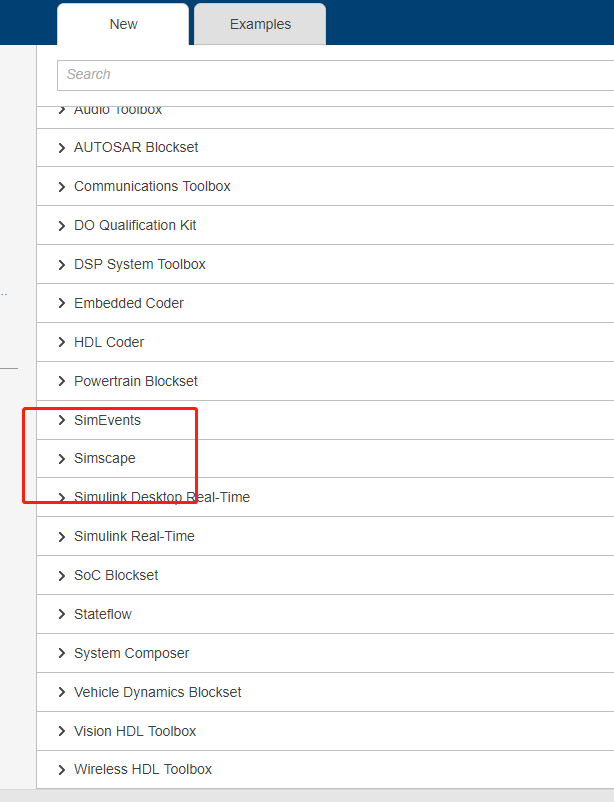 New
Examples
Search
Audio Toolbox
AUTOSAR Blockset
Communications Toolbox
DO Qualification Kit
DSP System Toolbox
Embedded Coder
HDL Coder
Powertrain Blockset
SimEvents
Simscape
Simulink Desktop Real-Time
Simulink Real-Time
SoC Blockset
Stateflow
System Composer
Vehicle Dynamics Blockset
Vision HDL Toolbox
Wireless HDL Toolbox